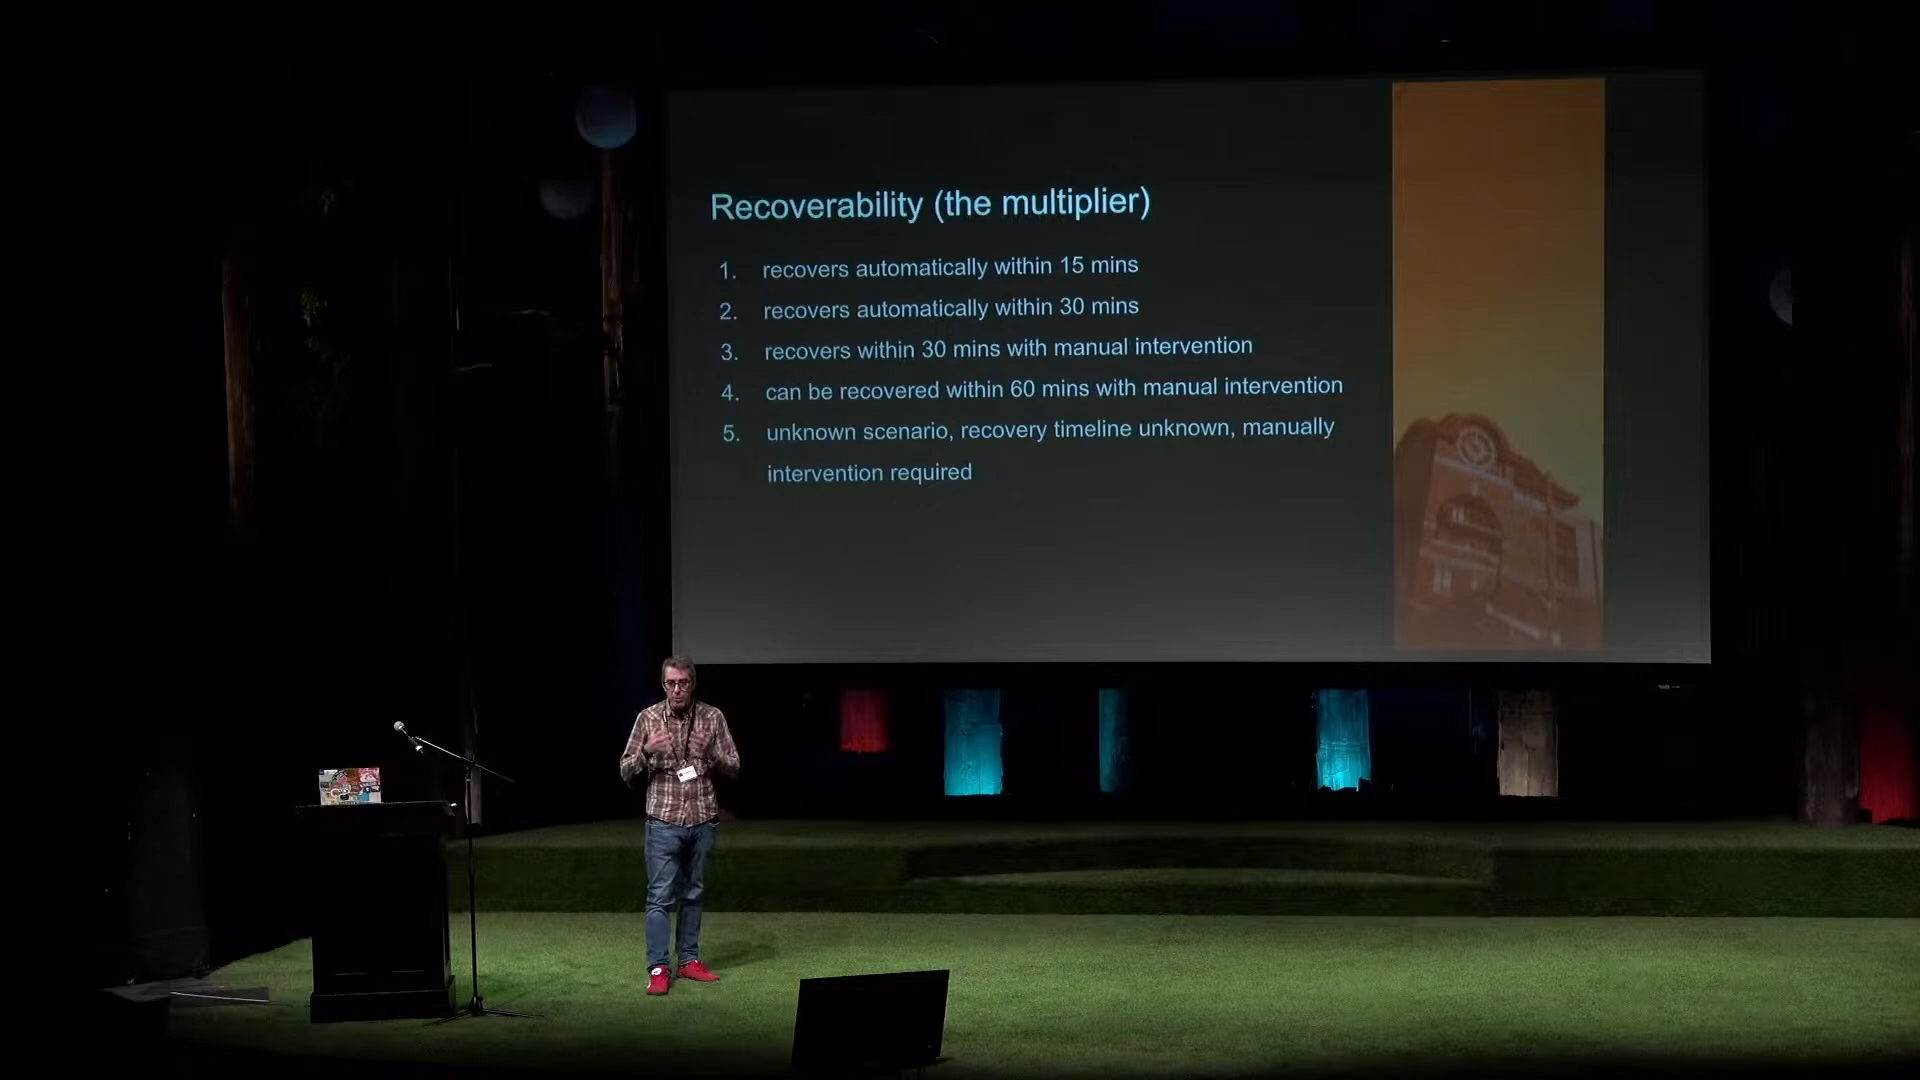 Recoverability (the multiplier)
1. recovers automatically within 15 mins
2. recovers automatically within 30 mins
3. recovers within 30 mins with manual intervention
4. can be recovered within 60 mins with manual intervention
5. unknown scenario, recovery timeline unknown, manually
intervention required